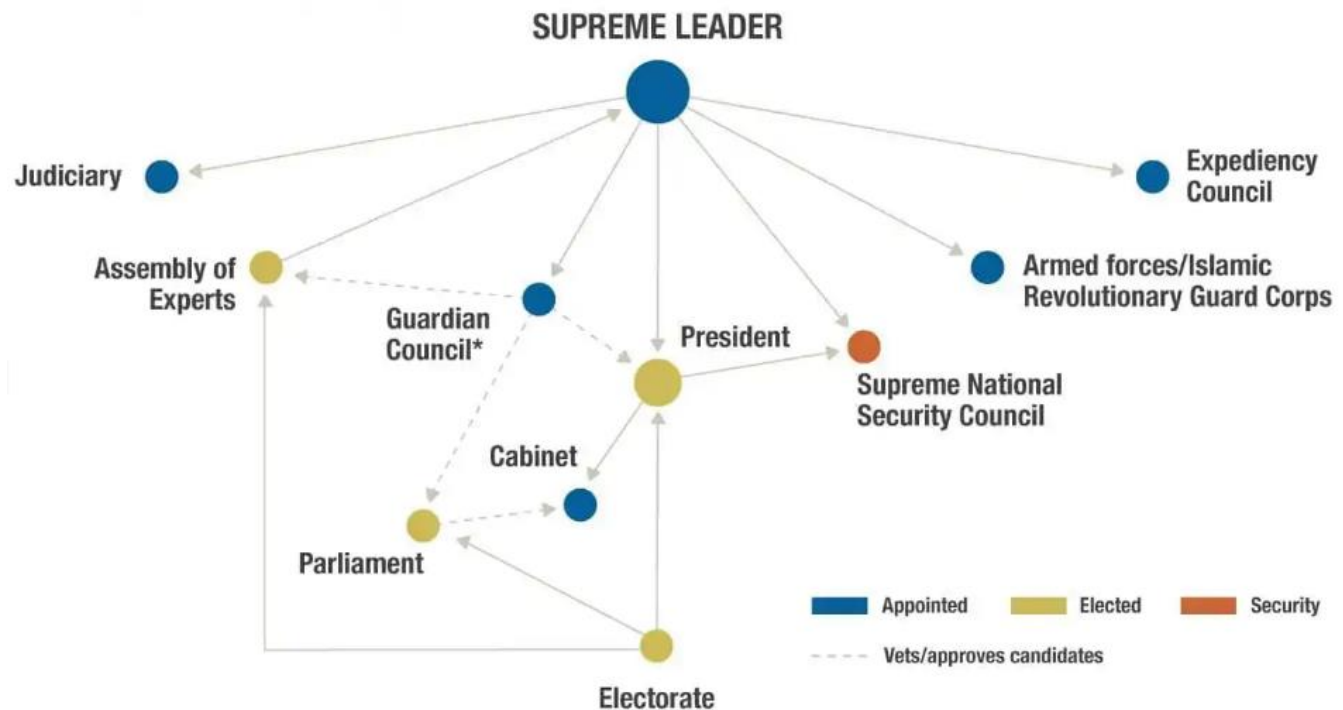 SUPREME LEADER
Judiciary
Expediency
Council
Assembly of
Experts
Armed forces/Islamic
Revolutionary Guard Corps
Guardian
Council*
President
Supreme National
Security Council
Cabinet
Parliament
Appointed
Elected
Security
Vets/approves candidates
Electorate